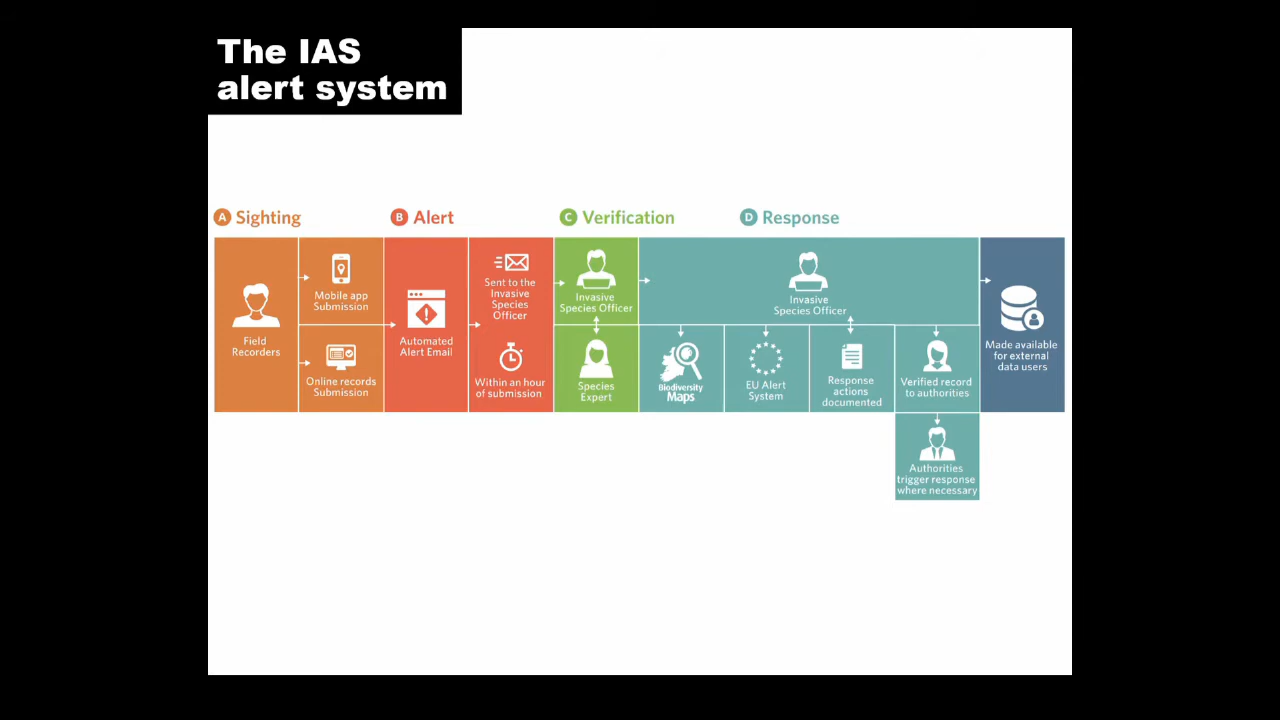 The IAS
alert system
A Sighting
B Alert
C Verification
D Response
Field
Recorders
Mobile app
Submission
Online records
Submission
Automated
Alert Email
Sent to the
Invasive
Species
Officer
Within an hour
of submission
Invasive
Species Officer
Species
Expert
Invasive
Species Officer
Biodiversity
Maps
EU Alert
System
Response
actions
documented
Verified record
to authorities
Authorities
trigger response
where necessary
Made available
for external
data users